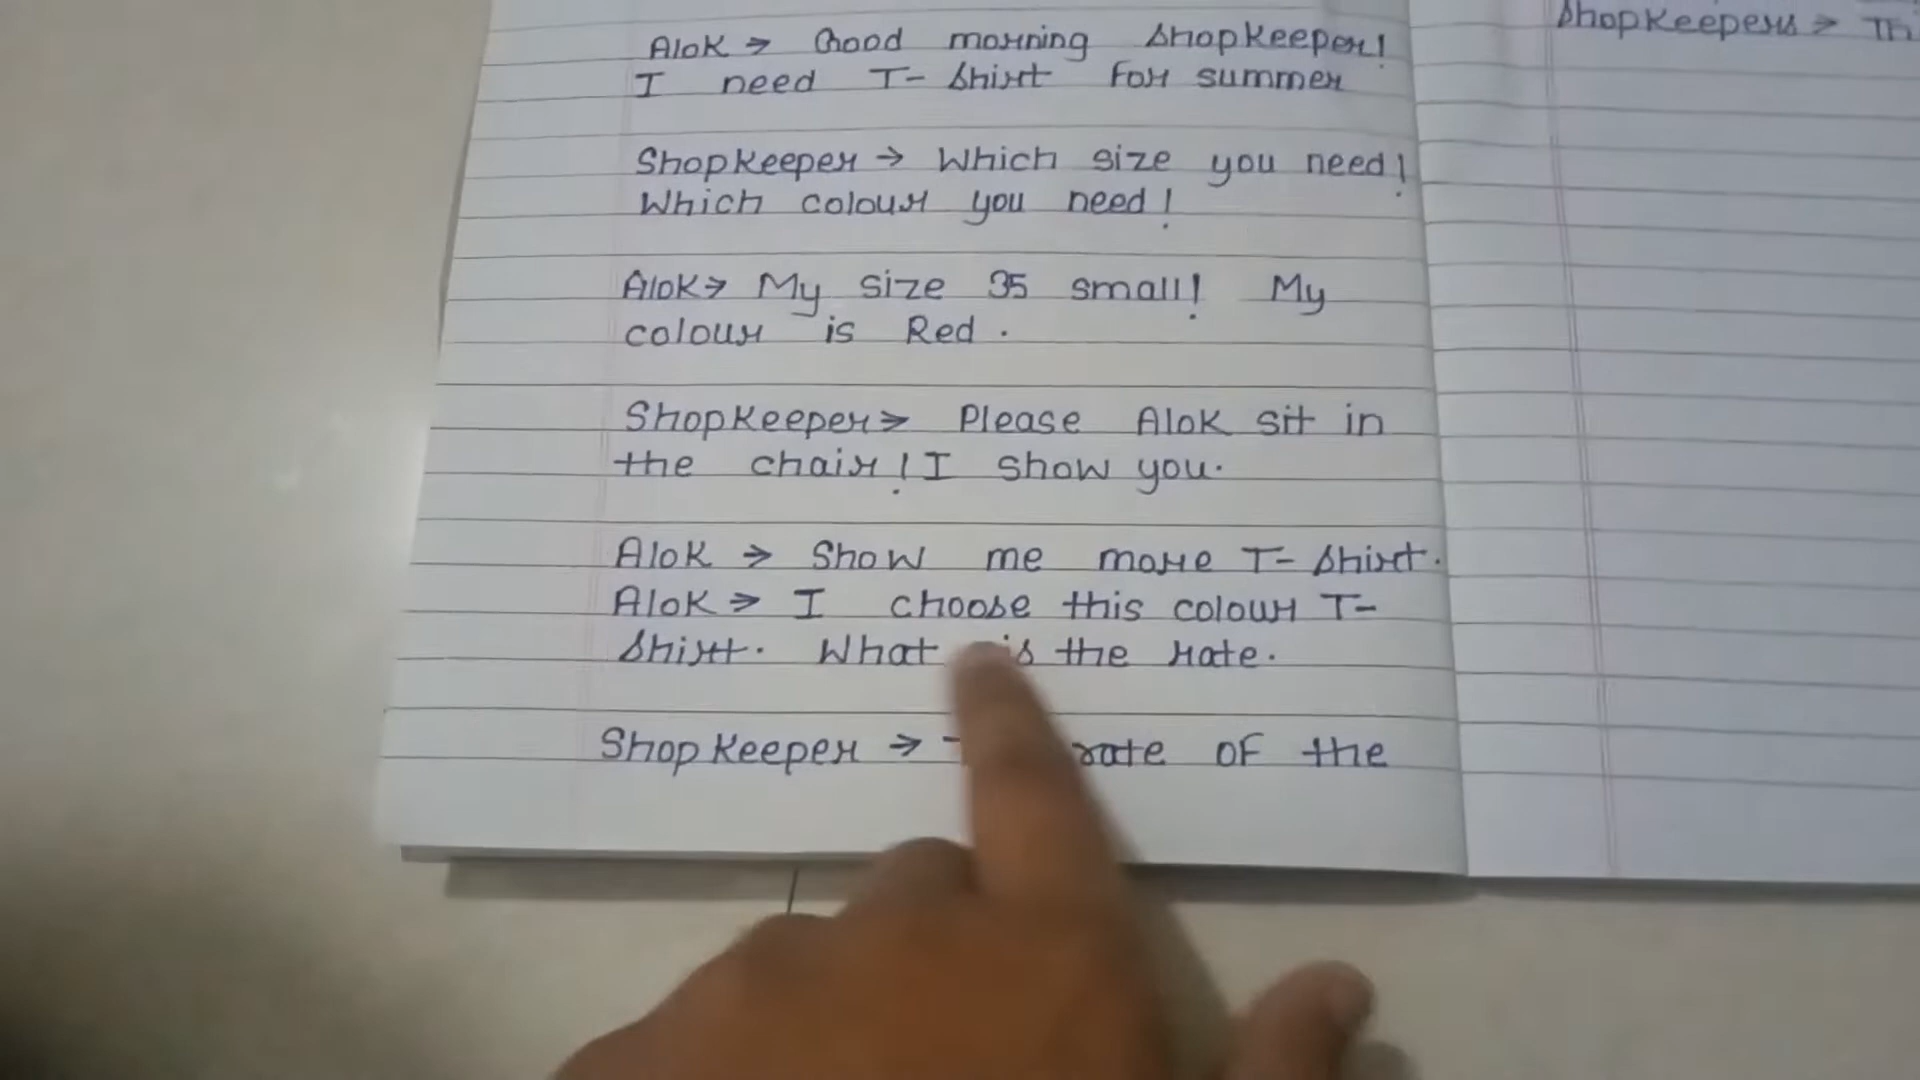 Alok → Good morning Shopkeeper!
I need T- Shirt For summer
Shopkeeper → Which size you need!
Which colour you need!
Alok → My size 35 small! My
colour is Red .
Shopkeeper → Please Alok sit in
the chair! I show you.
Alok → Show me more T- Shirt.
Alok → I choose this colour T-
Shirt. What is the rate.
Shop keeper → rate OF the
Shopkeepers →